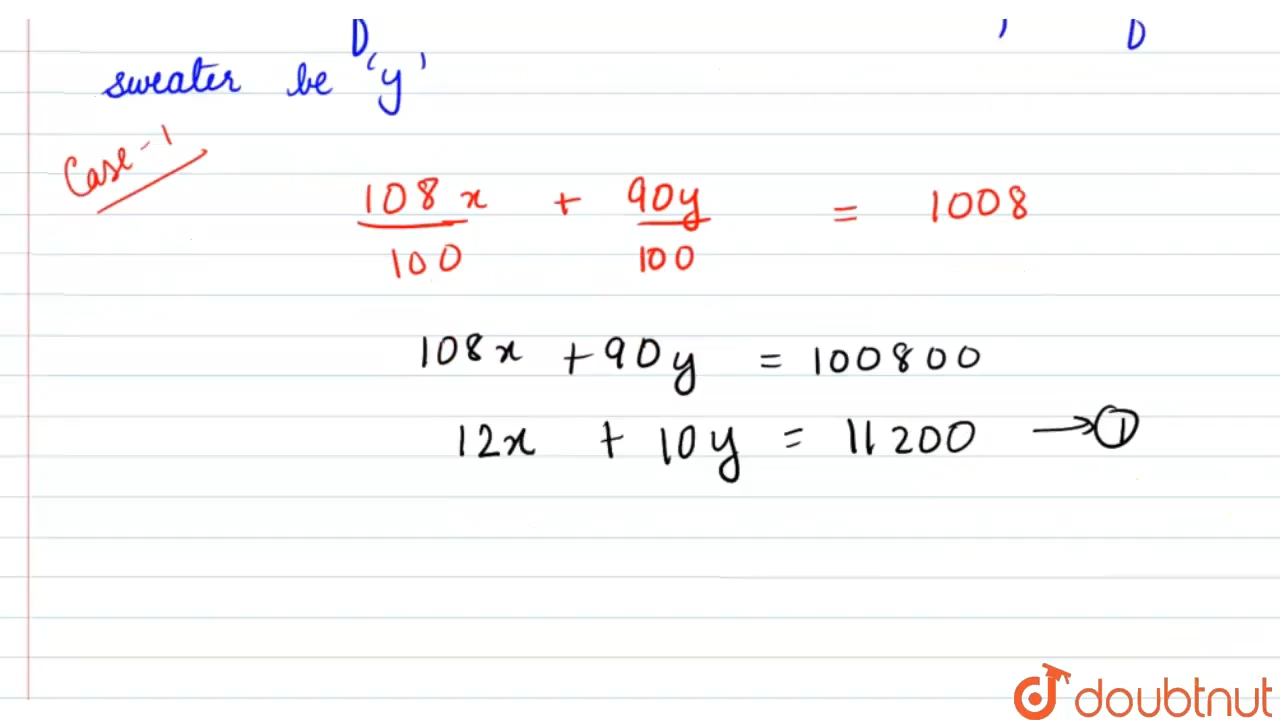 sweater be 'y'
Case-1
108x/100 + 90y/100 = 1008
108x + 90y = 100800
12x + 10y = 11200 → ①
doubtnut